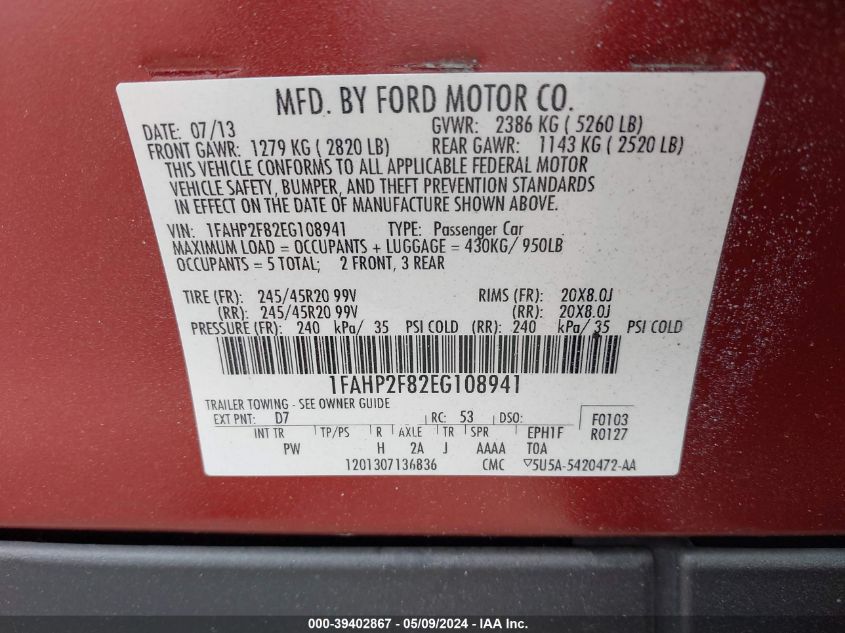 MFD. BY FORD MOTOR CO.
DATE: 07/13 GVWR: 2386 KG ( 5260 LB)
FRONT GAWR: 1279 KG ( 2820 LB) REAR GAWR: 1143 KG ( 2520 LB)
THIS VEHICLE CONFORMS TO ALL APPLICABLE FEDERAL MOTOR
VEHICLE SAFETY, BUMPER, AND THEFT PREVENTION STANDARDS
IN EFFECT ON THE DATE OF MANUFACTURE SHOWN ABOVE.
VIN: 1FAHP2F82EG108941 TYPE: Passenger Car
MAXIMUM LOAD = OCCUPANTS + LUGGAGE = 430KG/ 950LB
OCCUPANTS = 5 TOTAL; 2 FRONT, 3 REAR
TIRE (FR): 245/45R20 99V RIMS (FR): 20X8.0J
(RR): 245/45R20 99V (RR): 20X8.0J
PRESSURE (FR): 240 kPa/ 35 PSI COLD (RR): 240 kPa/ 35 PSI COLD
1FAHP2F82EG108941
TRAILER TOWING - SEE OWNER GUIDE
EXT PNT: D7 RC: 53 DSO: F0103
INT TR TP/PS R AXLE TR SPR EPH1F R0127
PW H 2A J AAAA TOA
1201307136836 CMC ▽5U5A-5420472-AA
000-39402867 - 05/09/2024 - IAA Inc.